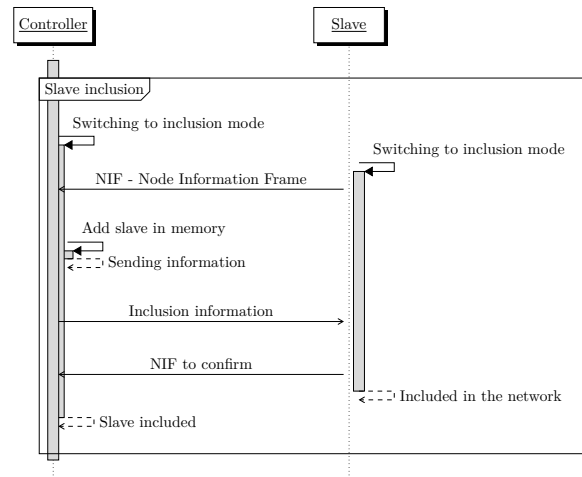 Controller
Slave
Slave inclusion
Switching to inclusion mode
Switching to inclusion mode
NIF - Node Information Frame
Add slave in memory
Sending information
Inclusion information
NIF to confirm
Included in the network
Slave included